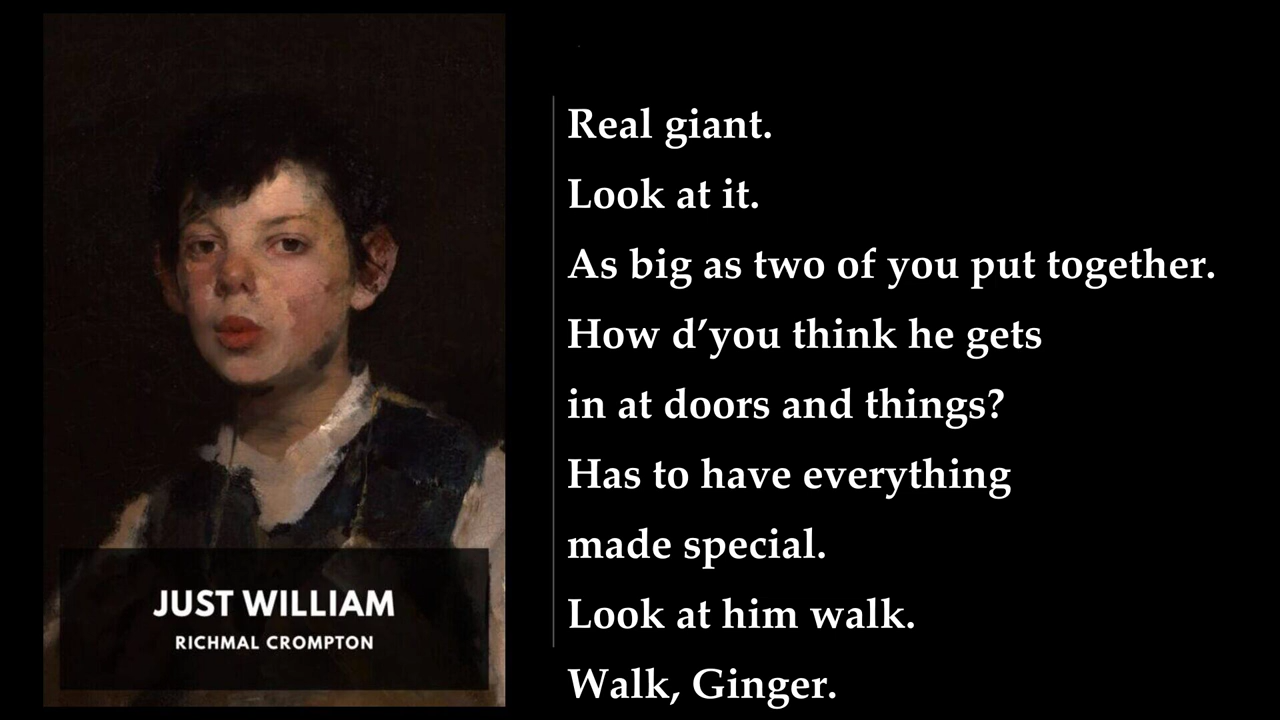 JUST WILLIAM
RICHMAL CROMPTON
Real giant.
Look at it.
As big as two of you put together.
How d’you think he gets
in at doors and things?
Has to have everything
made special.
Look at him walk.
Walk, Ginger.